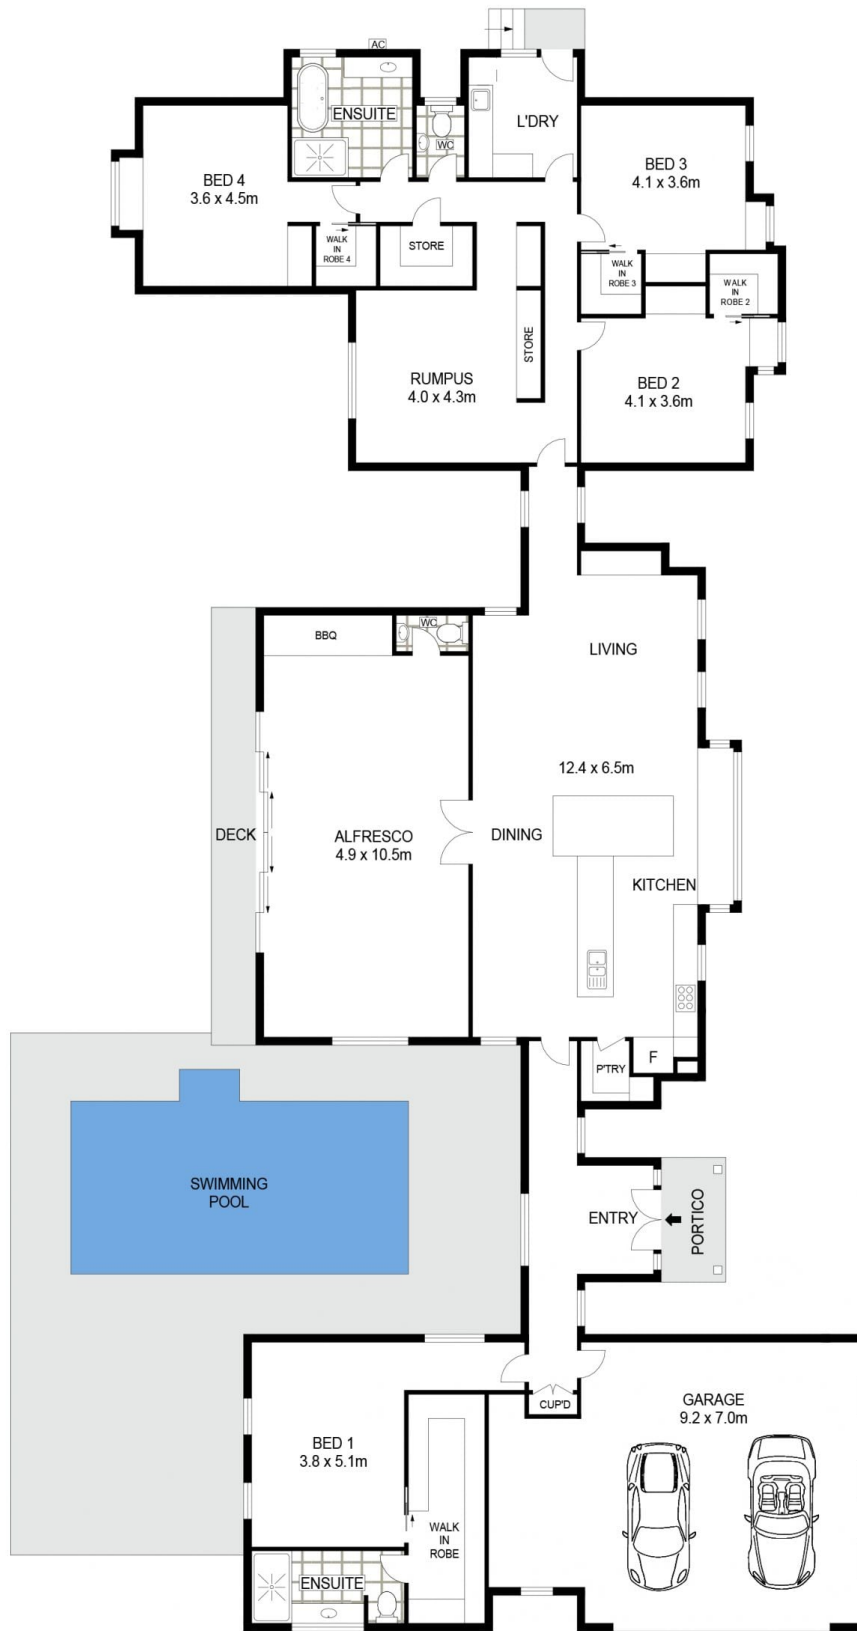 AC
ENSUITE
WC
L'DRY
BED 4
3.6 x 4.5m
BED 3
4.1 x 3.6m
WALK
IN
ROBE 4
STORE
WALK
IN
ROBE 3
WALK
IN
ROBE 2
STORE
RUMPUS
4.0 x 4.3m
BED 2
4.1 x 3.6m
BBQ
WC
LIVING
12.4 x 6.5m
DECK
ALFRESCO
4.9 x 10.5m
DINING
KITCHEN
P'TRY
F
SWIMMING
POOL
ENTRY
PORTICO
CUP'D
GARAGE
9.2 x 7.0m
BED 1
3.8 x 5.1m
WALK
IN
ROBE
ENSUITE